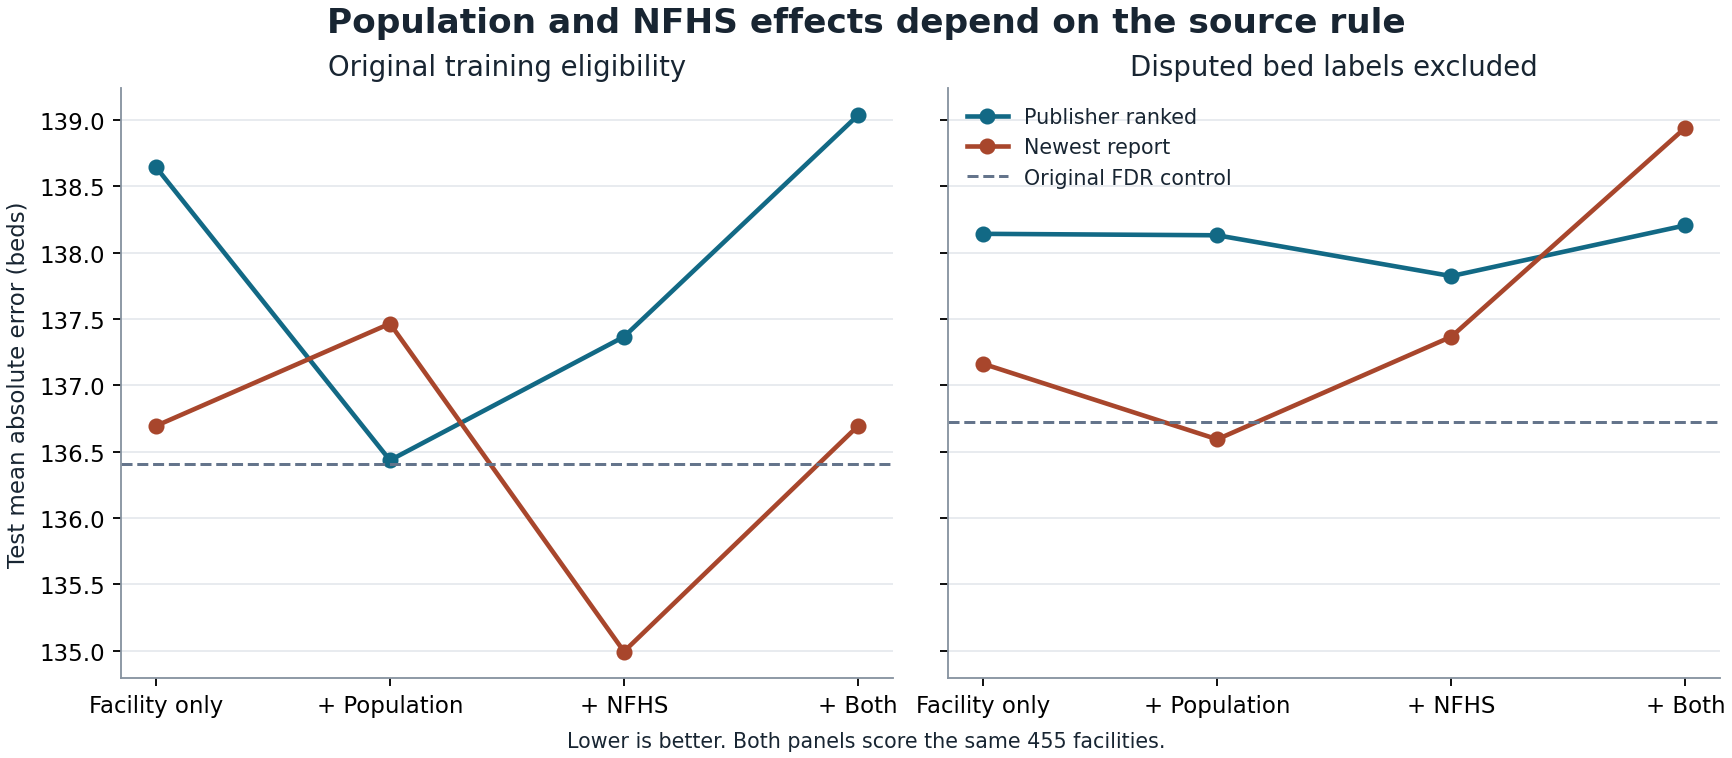 Population and NFHS effects depend on the source rule
Original training eligibility
Disputed bed labels excluded
Test mean absolute error (beds)
139.0
138.5
138.0
137.5
137.0
136.5
136.0
135.5
135.0
Publisher ranked
Newest report
Original FDR control
Facility only
+ Population
+ NFHS
+ Both
Facility only
+ Population
+ NFHS
+ Both
Lower is better. Both panels score the same 455 facilities.